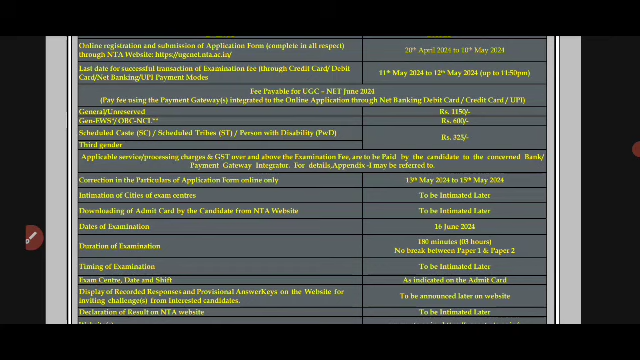 Online registration and submission of Application Form (complete in all respect) through NTA Website: https://ugcnet.nta.ac.in/
20th April 2024 to 10th May 2024
Last date for successful transaction of Examination fee (through Credit Card/ Debit Card/Net Banking/UPI Payment Modes
11th May 2024 to 12th May 2024 (up to 11:50pm)
Fee Payable for UGC – NET June 2024
(Pay fee using the Payment Gateway(s) integrated to the Online Application through Net Banking Debit Card / Credit Card / UPI)
General/Unreserved
Rs. 1150/-
Gen-EWS*/ OBC-NCL**
Rs. 600/-
Scheduled Caste (SC) / Scheduled Tribes (ST) / Person with Disability (PwD)
Rs. 325/-
Third gender
Applicable service/processing charges & GST over and above the Examination Fee, are to be Paid by the candidate to the concerned Bank/
Payment Gateway Integrator. For details, Appendix -I may be referred to.
Correction in the Particulars of Application Form online only
13th May 2024 to 15th May 2024
Intimation of Cities of exam centres
To be Intimated Later
Downloading of Admit Card by the Candidate from NTA Website
To be Intimated Later
Dates of Examination
16 June 2024
Duration of Examination
180 minutes (03 hours)
No break between Paper 1 & Paper 2
Timing of Examination
To be Intimated Later
Exam Centre, Date and Shift
As indicated on the Admit Card
Display of Recorded Responses and Provisional AnswerKeys on the Website for inviting challenge(s) from Interested candidates.
To be announced later on website
Declaration of Result on NTA website
To be Intimated Later